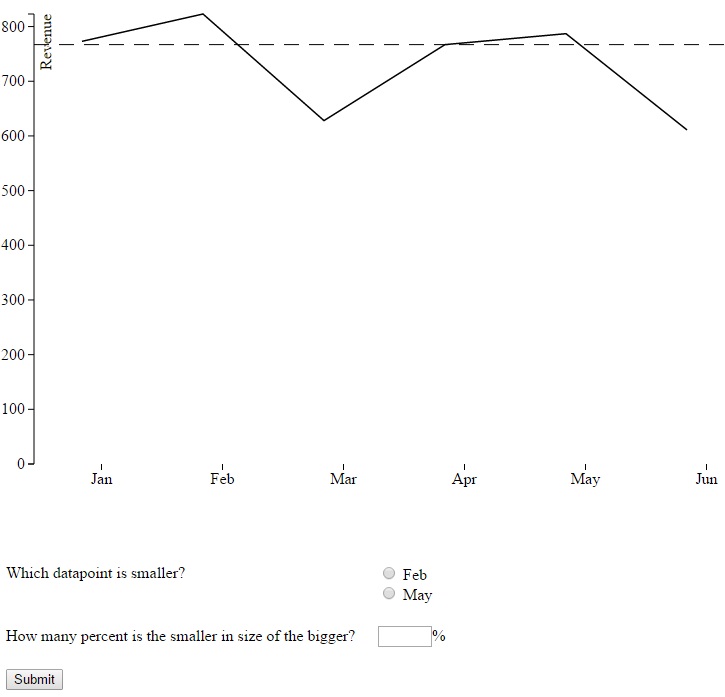 800
Revenue
700
600
500
400
300
200
100
0
Jan Feb Mar Apr May Jun
Which datapoint is smaller?
Feb
May
How many percent is the smaller in size of the bigger? %
Submit